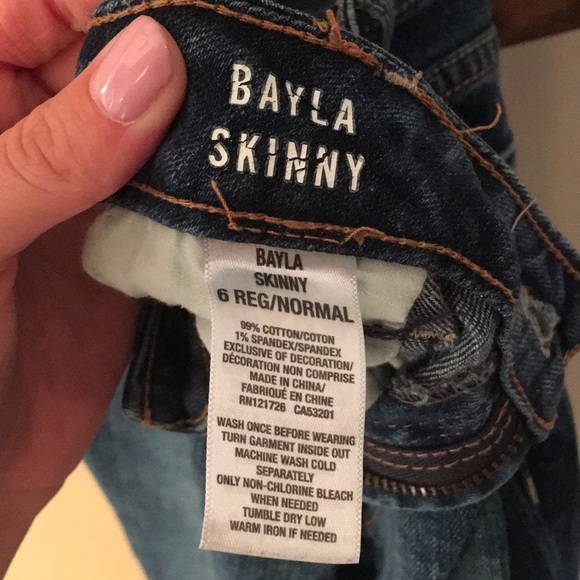 BAYLA
SKINNY
BAYLA
SKINNY
6 REG/NORMAL
99% COTTON/COTON
1% SPANDEX/SPANDEX
EXCLUSIVE OF DECORATION/
DÉCORATION NON COMPRISE
MADE IN CHINA/
FABRIQUÉ EN CHINE
RN121726 CA53201
WASH ONCE BEFORE WEARING
TURN GARMENT INSIDE OUT
MACHINE WASH COLD
SEPARATELY
ONLY NON-CHLORINE BLEACH
WHEN NEEDED
TUMBLE DRY LOW
WARM IRON IF NEEDED